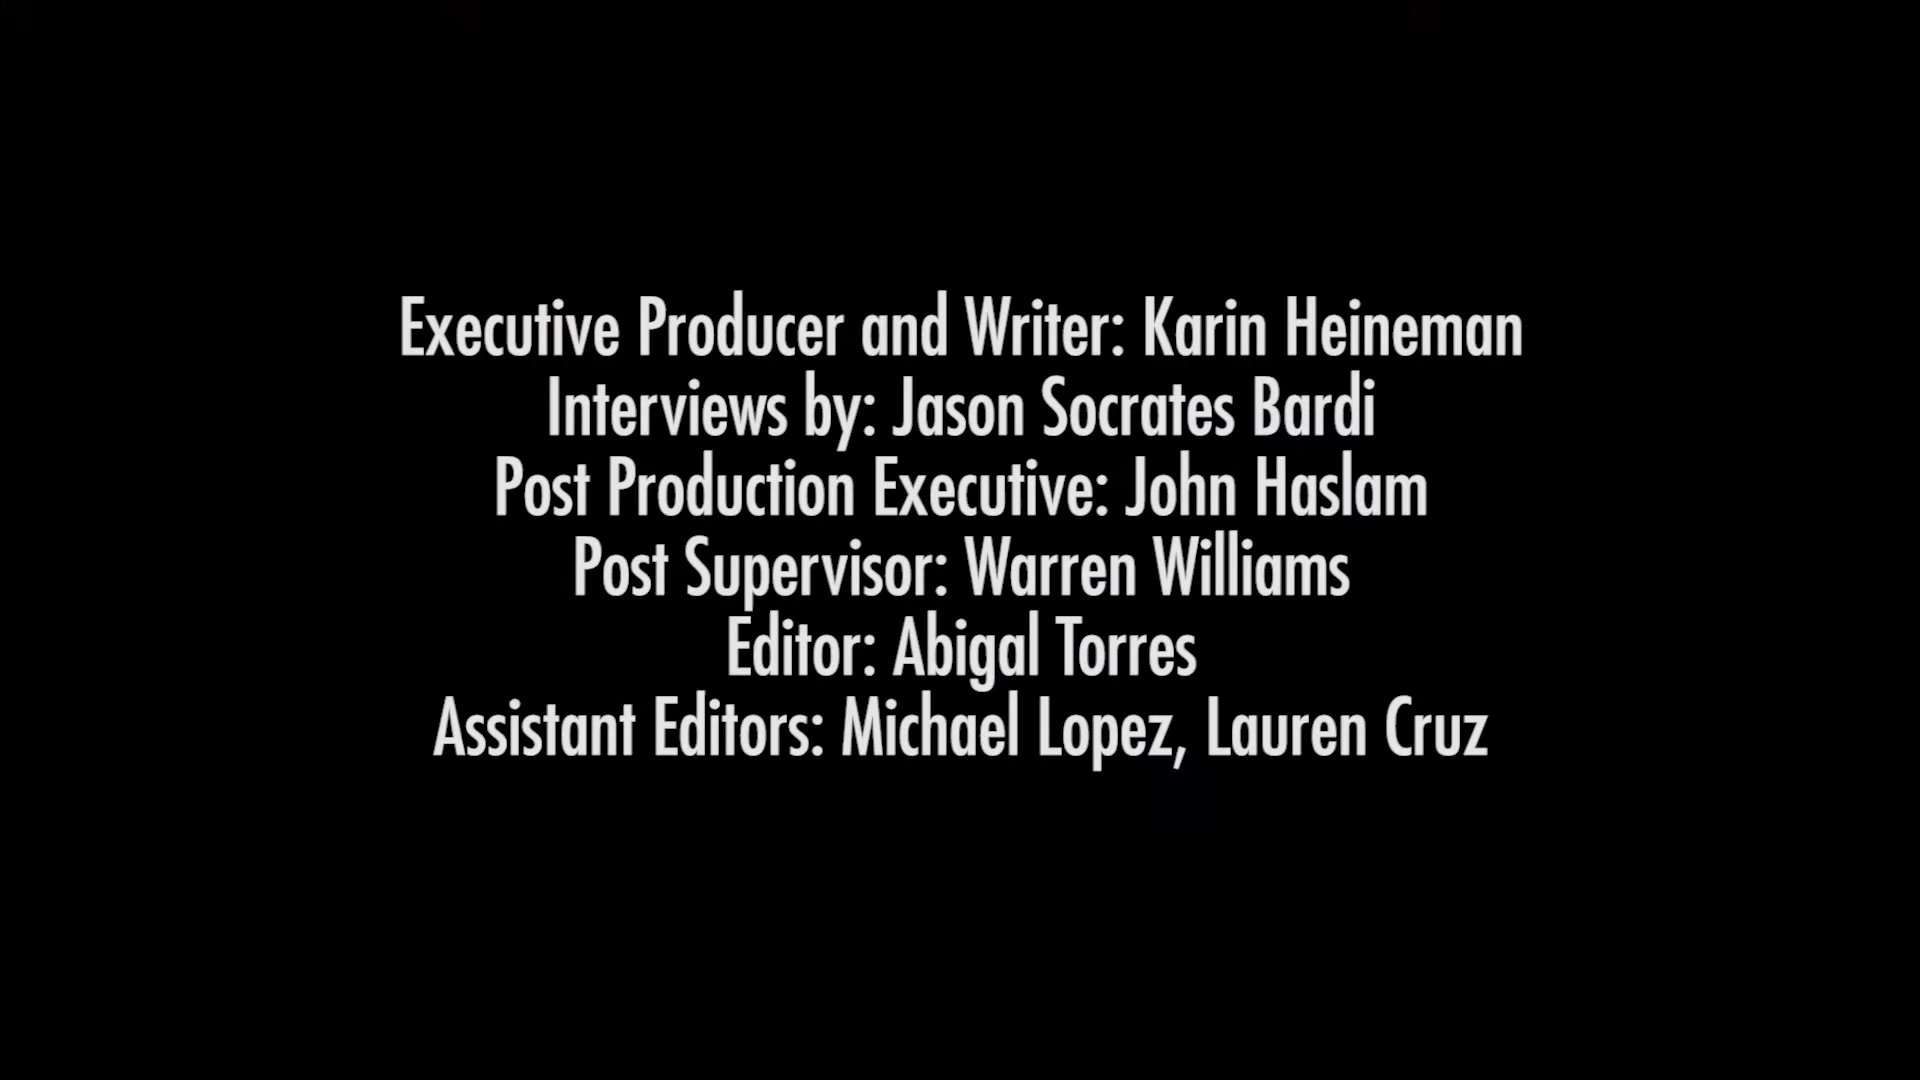 Executive Producer and Writer: Karin Heineman
Interviews by: Jason Socrates Bardi
Post Production Executive: John Haslam
Post Supervisor: Warren Williams
Editor: Abigal Torres
Assistant Editors: Michael Lopez, Lauren Cruz